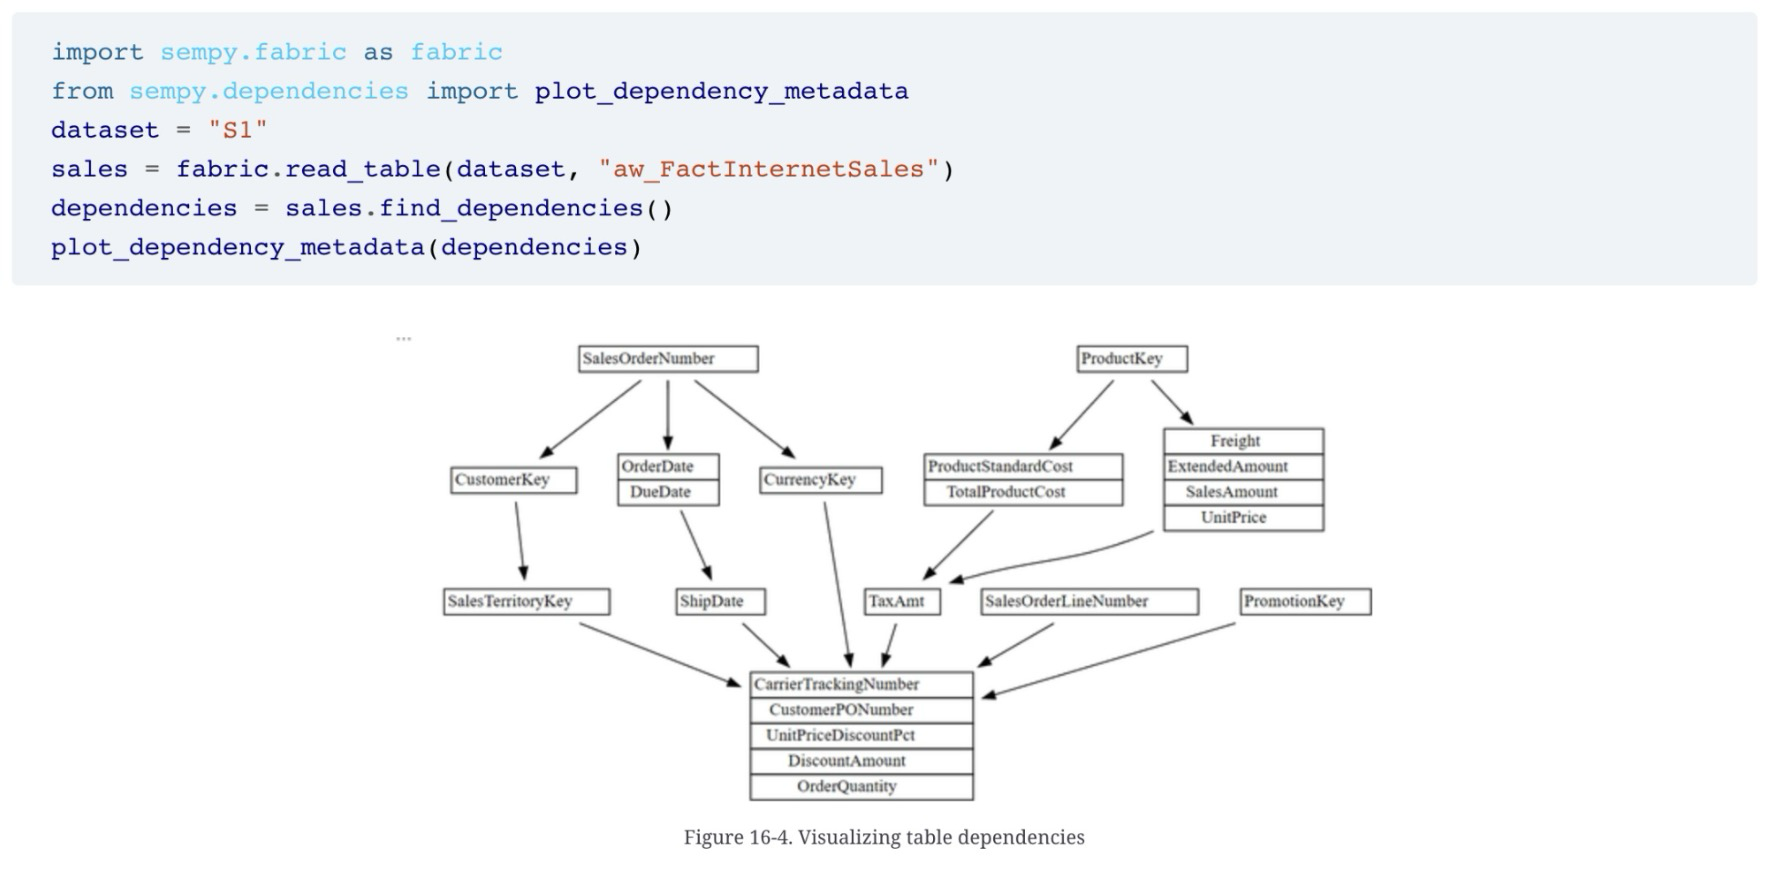 import sempy.fabric as fabric
from sempy.dependencies import plot_dependency_metadata
dataset = "S1"
sales = fabric.read_table(dataset, "aw_FactInternetSales")
dependencies = sales.find_dependencies()
plot_dependency_metadata(dependencies)
...
SalesOrderNumber
ProductKey
CustomerKey
OrderDate
DueDate
CurrencyKey
ProductStandardCost
TotalProductCost
Freight
ExtendedAmount
SalesAmount
UnitPrice
SalesTerritoryKey
ShipDate
TaxAmt
SalesOrderLineNumber
PromotionKey
CarrierTrackingNumber
CustomerPONumber
UnitPriceDiscountPct
DiscountAmount
OrderQuantity
Figure 16-4. Visualizing table dependencies